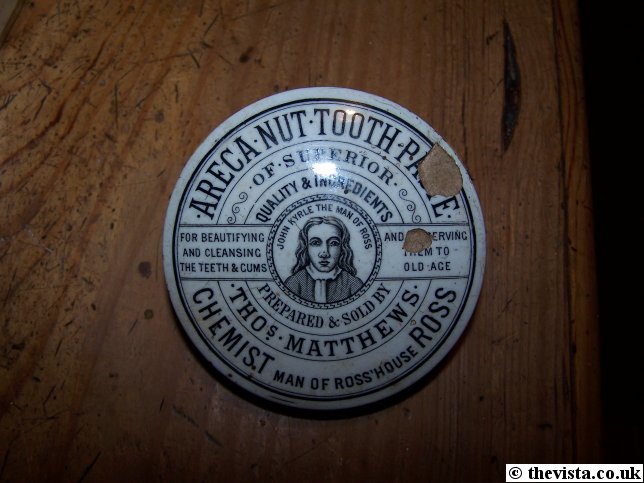 ARECA·NUT·TOOTH·PA
OF·SUPERIOR
QUALITY & INGREDIENTS
JOHN KYRLE THE MAN OF ROSS
FOR BEAUTIFYING
AND CLEANSING
THE TEETH & GUMS
AND
THEM TO
OLD·AGE
PREPARED & SOLD BY
·THOS MATTHEWS·
CHEMIST MAN OF ROSS' HOUSE ROSS
© thevista.co.uk